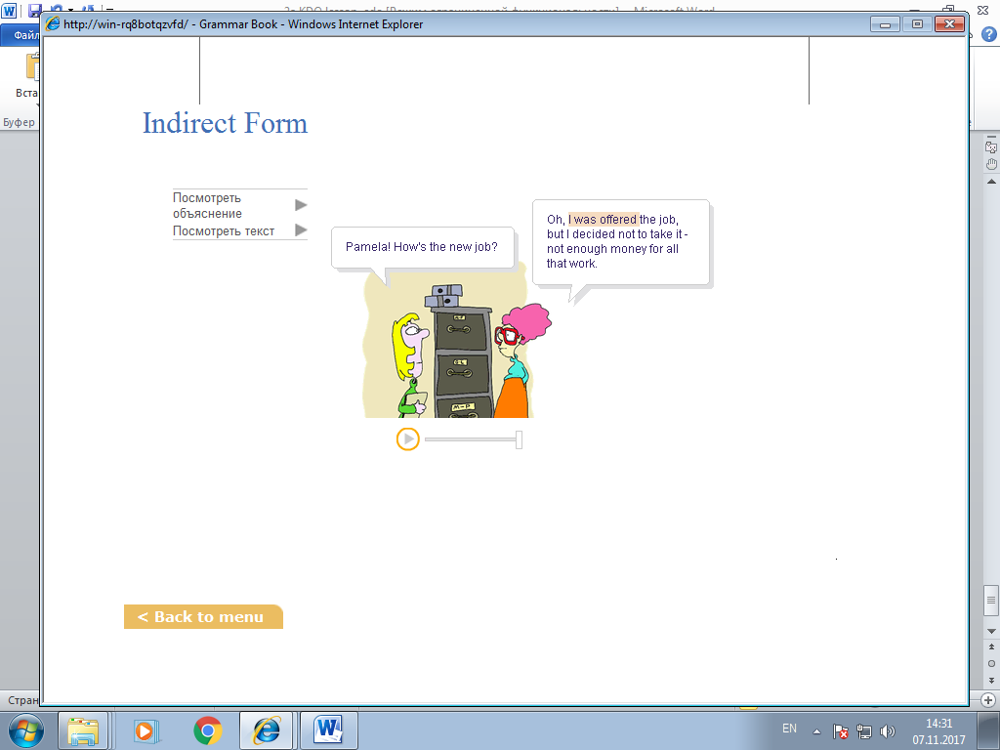 http://win-rq8botqzvfd/ - Grammar Book - Windows Internet Explorer
Файл
Вста
Буфер
Indirect Form
Посмотреть
объяснение
Посмотреть текст
Pamela! How's the new job?
Oh, I was offered the job,
but I decided not to take it -
not enough money for all
that work.
A-F
G-L
M-P
< Back to menu
Стран
EN
14:31
07.11.2017